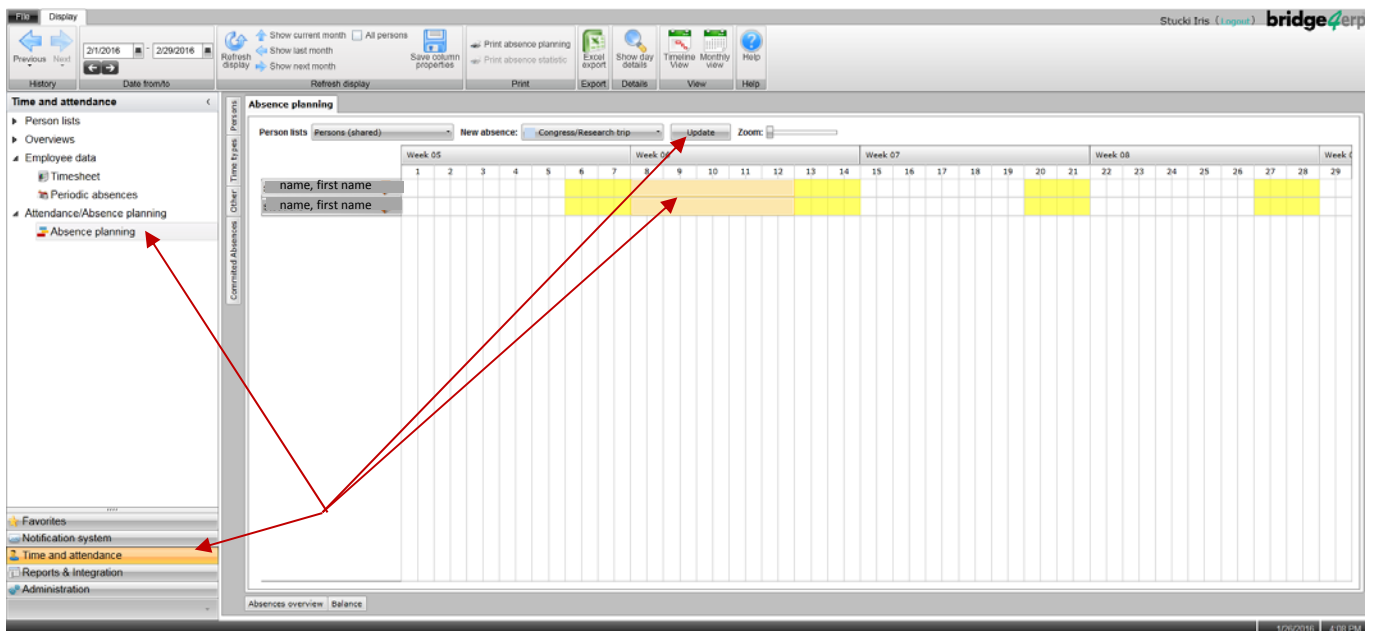 File Display
Stucki Iris (Logout) bridge4erp
Previous Next
2/1/2016 - 2/29/2016
Refresh display
Show current month All persons
Show last month
Show next month
Save column properties
Print absence planning
Print absence statistic
Excel export
Show day details
Timeline View
Monthly view
Help
History Date from/to Refresh display Print Export Details View Help
Time and attendance
Person lists
Overviews
Employee data
Timesheet
Periodic absences
Attendance/Absence planning
Absence planning
Persons
Time types
Other
Commited Absences
Absence planning
Person lists Persons (shared) New absence: Congress/Research trip Update Zoom:
Week 05 Week 06 Week 07 Week 08 Week
1 2 3 4 5 6 7 8 9 10 11 12 13 14 15 16 17 18 19 20 21 22 23 24 25 26 27 28 29
name, first name
name, first name
Favorites
Notification system
Time and attendance
Reports & Integration
Administration
Absences overview Balance
1/26/2016 4:08 PM